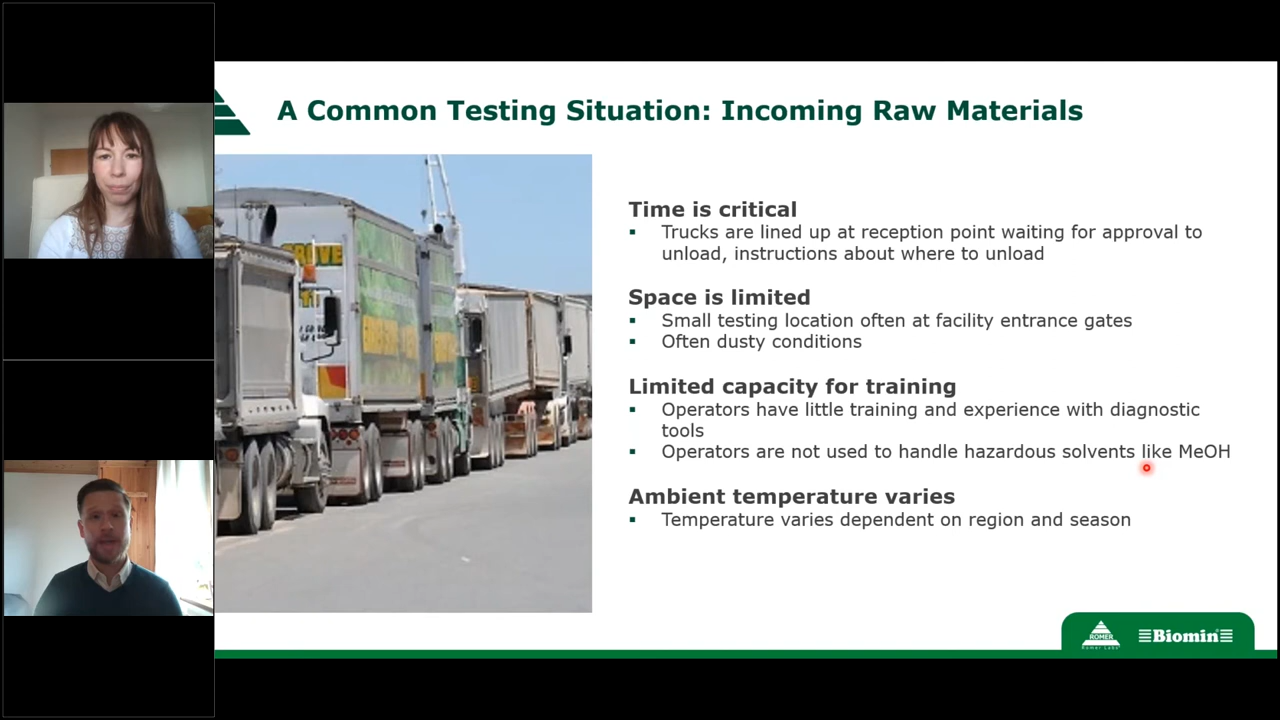 A Common Testing Situation: Incoming Raw Materials
Time is critical
▪ Trucks are lined up at reception point waiting for approval to
unload, instructions about where to unload
Space is limited
▪ Small testing location often at facility entrance gates
▪ Often dusty conditions
Limited capacity for training
▪ Operators have little training and experience with diagnostic
tools
▪ Operators are not used to handle hazardous solvents like MeOH
Ambient temperature varies
▪ Temperature varies dependent on region and season
ROMER
Romer Labs®
Biomin®